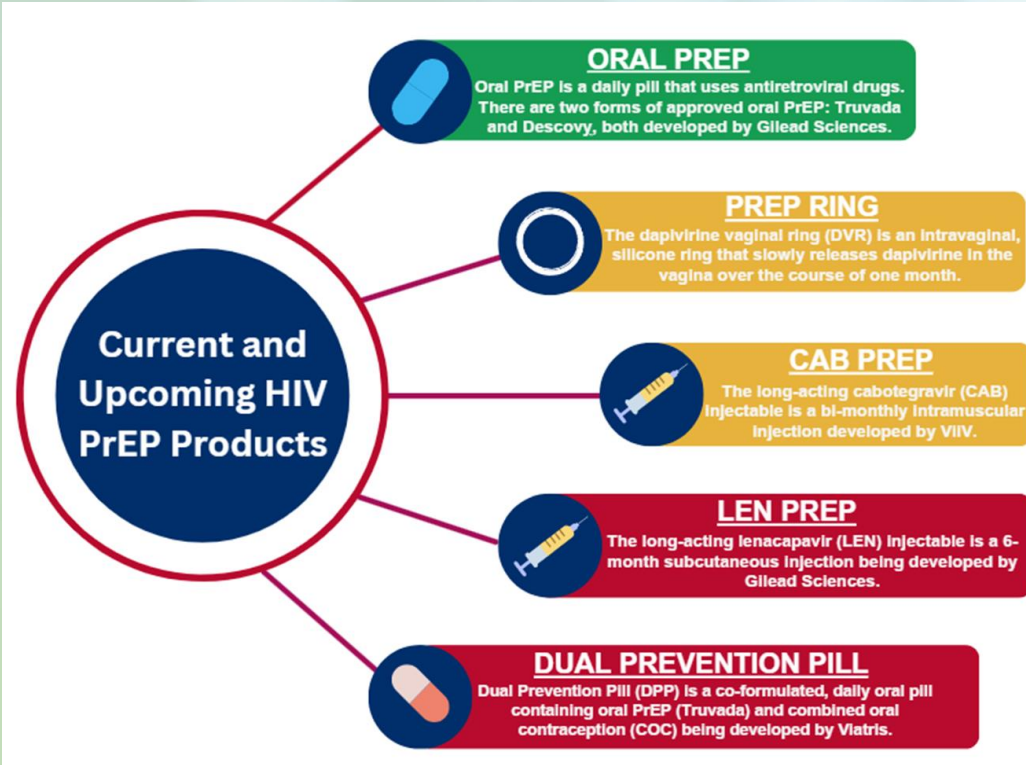 Current and
Upcoming HIV
PrEP Products
ORAL PREP
Oral PrEP is a daily pill that uses antiretroviral drugs.
There are two forms of approved oral PrEP: Truvada
and Descovy, both developed by Gilead Sciences.
PREP RING
The dapivirine vaginal ring (DVR) is an intravaginal,
silicone ring that slowly releases dapivirine in the
vagina over the course of one month.
CAB PREP
The long-acting cabotegravir (CAB)
injectable is a bi-monthly intramuscular
injection developed by ViiV.
LEN PREP
The long-acting lenacapavir (LEN) injectable is a 6-
month subcutaneous injection being developed by
Gilead Sciences.
DUAL PREVENTION PILL
Dual Prevention Pill (DPP) is a co-formulated, daily oral pill
containing oral PrEP (Truvada) and combined oral
contraception (COC) being developed by Viatris.